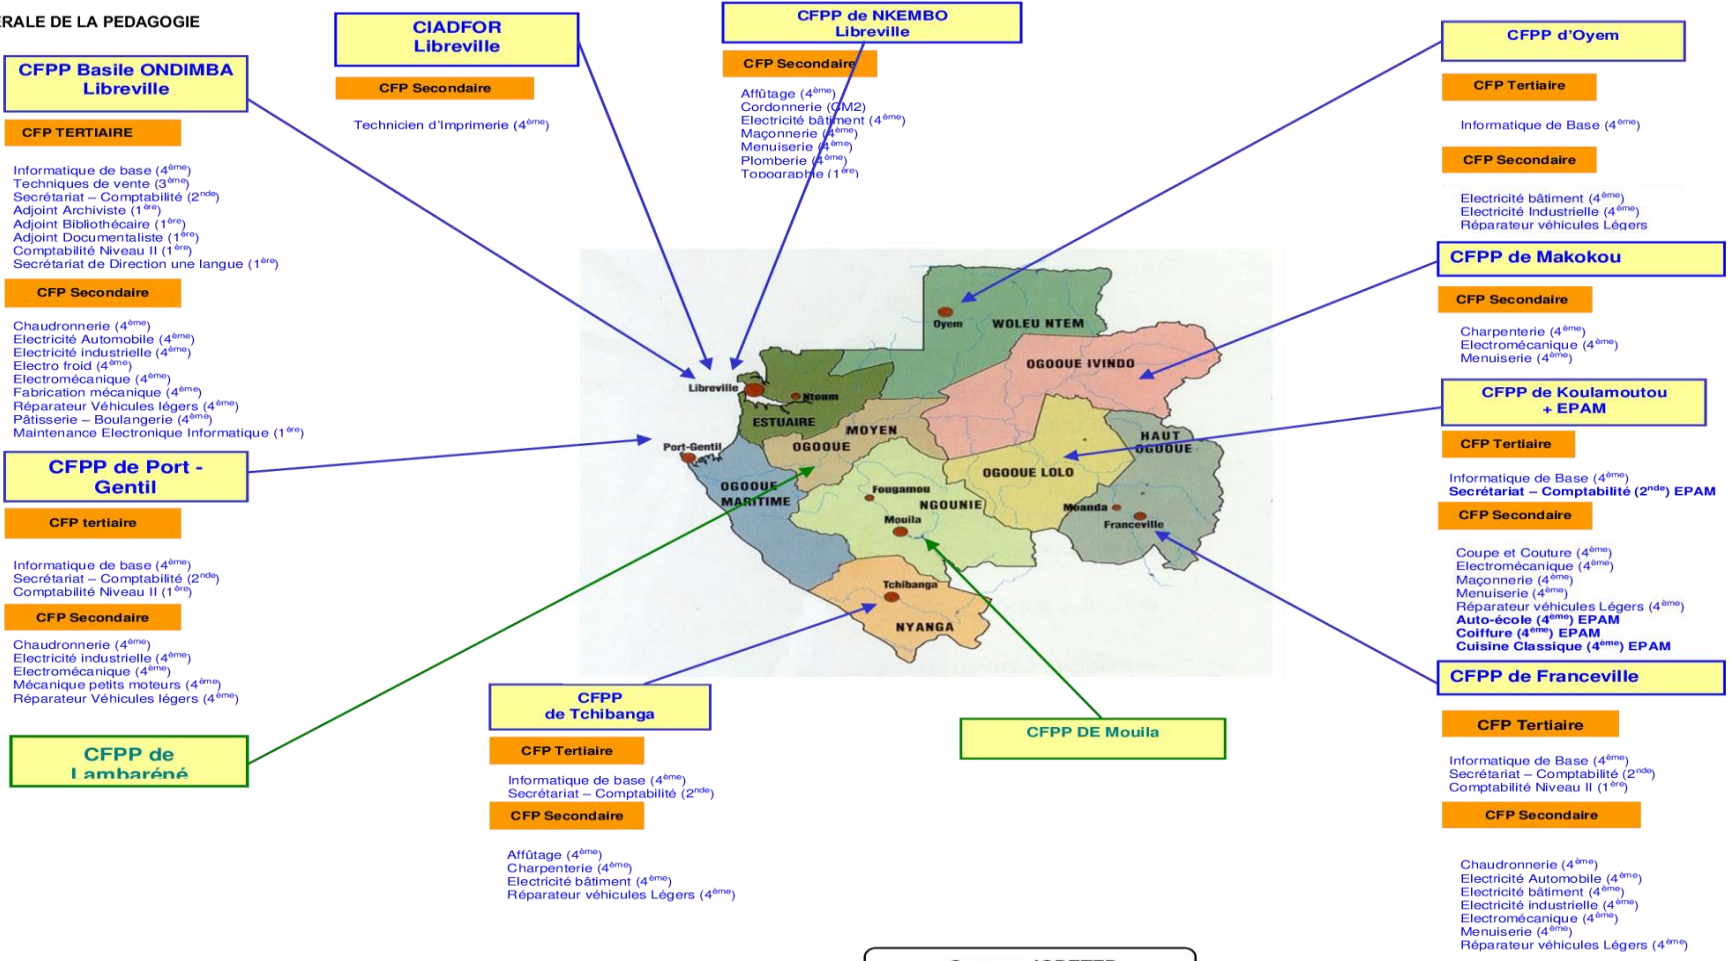 ERALE DE LA PEDAGOGIE
CFPP Basile ONDIMBA
Libreville
CFP TERTIAIRE
Informatique de base (4ème)
Techniques de vente (3ème)
Secrétariat – Comptabilité (2nde)
Adjoint Archiviste (1ère)
Adjoint Bibliothécaire (1ère)
Adjoint Documentaliste (1ère)
Comptabilité Niveau II (1ère)
Secrétariat de Direction une langue (1ère)
CFP Secondaire
Chaudronnerie (4ème)
Electricité Automobile (4ème)
Electricité industrielle (4ème)
Electro froid (4ème)
Electromécanique (4ème)
Fabrication mécanique (4ème)
Réparateur Véhicules légers (4ème)
Pâtisserie – Boulangerie (4ème)
Maintenance Electronique Informatique (1ère)
CFPP de Port -
Gentil
CFP tertiaire
Informatique de base (4ème)
Secrétariat – Comptabilité (2nde)
Comptabilité Niveau II (1ère)
CFP Secondaire
Chaudronnerie (4ème)
Electricité industrielle (4ème)
Electromécanique (4ème)
Mécanique petits moteurs (4ème)
Réparateur Véhicules légers (4ème)
CFPP de
Lambaréné
CIADFOR
Libreville
CFP Secondaire
Technicien d'Imprimerie (4ème)
CFPP de NKEMBO
Libreville
CFP Secondaire
Affûtage (4ème)
Cordonnerie (CM2)
Electricité bâtiment (4ème)
Maçonnerie (4ème)
Menuiserie (4ème)
Plomberie (4ème)
Topographie (1ère)
Oyem
WOLEU NTEM
OGOOUE IVINDO
Libreville
Ntoum
ESTUAIRE
MOYEN
OGOOUE
Port-Gentil
HAUT
OGOOUE
OGOOUE LOLO
OGOOUE
MARITIME
Fougamou
NGOUNIE
Mouila
Moanda
Franceville
Tchibanga
NYANGA
CFPP
de Tchibanga
CFP Tertiaire
Informatique de base (4ème)
Secrétariat – Comptabilité (2nde)
CFP Secondaire
Affûtage (4ème)
Charpenterie (4ème)
Electricité bâtiment (4ème)
Réparateur véhicules Légers (4ème)
CFPP DE Mouila
CFPP d'Oyem
CFP Tertiaire
Informatique de Base (4ème)
CFP Secondaire
Electricité bâtiment (4ème)
Electricité Industrielle (4ème)
Réparateur véhicules Légers
CFPP de Makokou
CFP Secondaire
Charpenterie (4ème)
Electromécanique (4ème)
Menuiserie (4ème)
CFPP de Koulamoutou
+ EPAM
CFP Tertiaire
Informatique de Base (4ème)
Secrétariat – Comptabilité (2nde) EPAM
CFP Secondaire
Coupe et Couture (4ème)
Electromécanique (4ème)
Maçonnerie (4ème)
Menuiserie (4ème)
Réparateur véhicules Légers (4ème)
Auto-école (4ème) EPAM
Coiffure (4ème) EPAM
Cuisine Classique (4ème) EPAM
CFPP de Franceville
CFP Tertiaire
Informatique de Base (4ème)
Secrétariat – Comptabilité (2nde)
Comptabilité Niveau II (1ère)
CFP Secondaire
Chaudronnerie (4ème)
Electricité Automobile (4ème)
Electricité bâtiment (4ème)
Electricité industrielle (4ème)
Electromécanique (4ème)
Menuiserie (4ème)
Réparateur véhicules Légers (4ème)